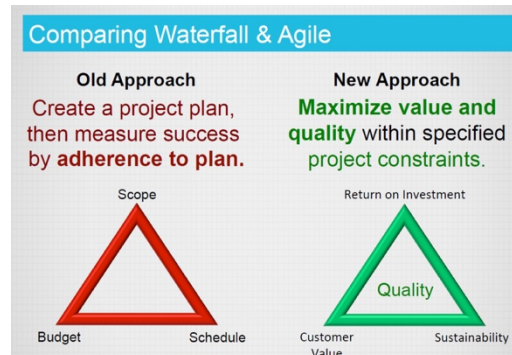 Comparing Waterfall & Agile
Old Approach
Create a project plan,
then measure success
by adherence to plan.
Scope
Budget
Schedule
New Approach
Maximize value and
quality within specified
project constraints.
Return on Investment
Quality
Customer
Value
Sustainability